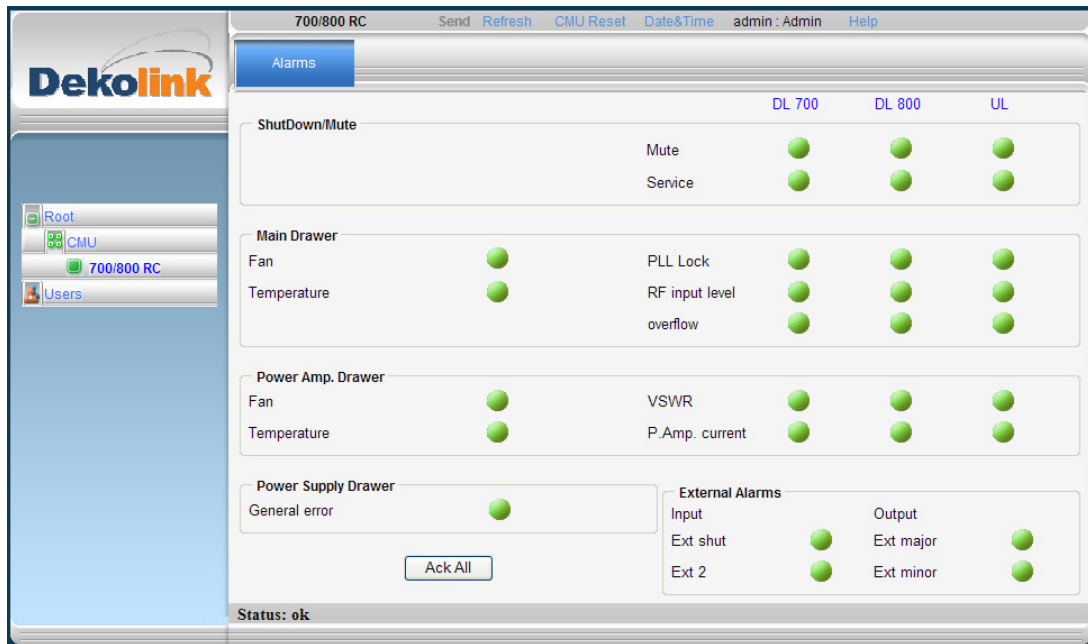 700/800 RC Send Refresh CMU Reset Date&Time admin : Admin Help
Dekolink
Alarms
DL 700 DL 800 UL
ShutDown/Mute
Mute
Service
Root
CMU
700/800 RC
Users
Main Drawer
Fan PLL Lock
Temperature RF input level
overflow
Power Amp. Drawer
Fan VSWR
Temperature P.Amp. current
Power Supply Drawer
General error
External Alarms
Input Output
Ext shut Ext major
Ext 2 Ext minor
Ack All
Status: ok